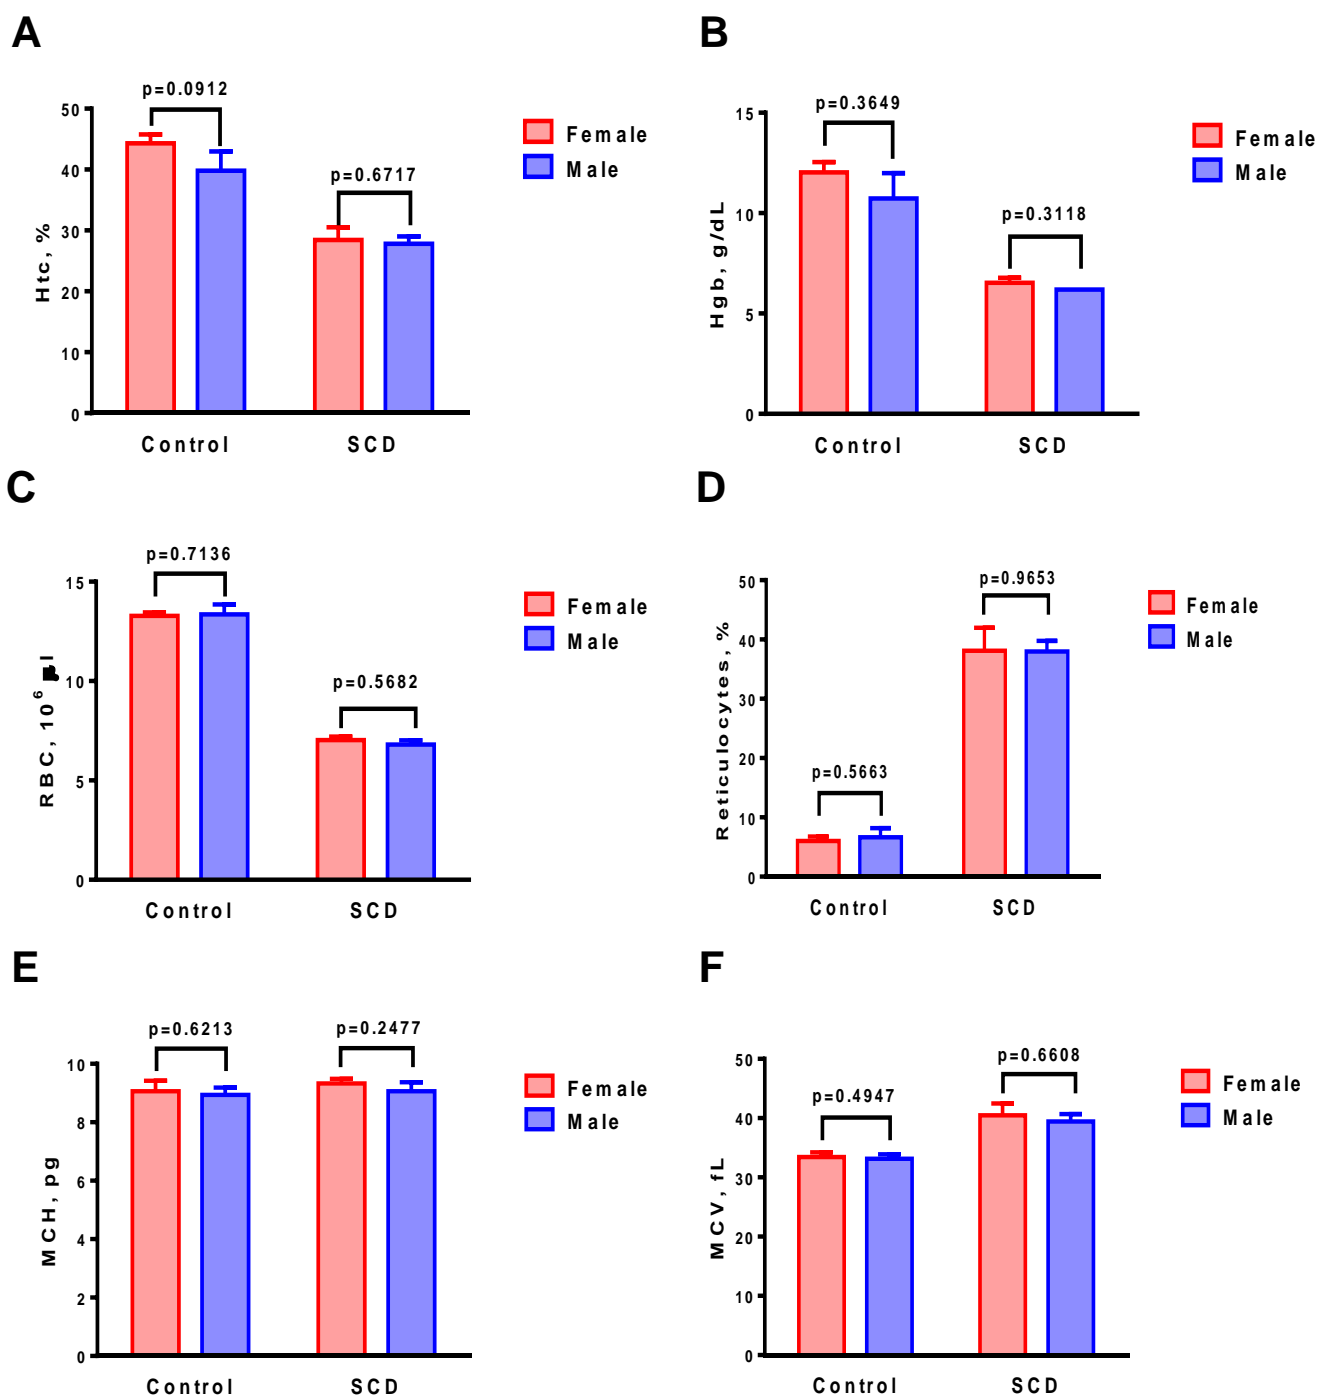 A
p=0.0912
50
40
30
20
10
0
Htc, %
p=0.6717
Female
Male
Control
SCD
B
p=0.3649
15
10
5
0
Hgb, g/dL
p=0.3118
Female
Male
Control
SCD
C
p=0.7136
15
10
5
0
RBC, 10⁶
p=0.5682
Female
Male
Control
SCD
D
p=0.9653
50
40
30
20
10
0
Reticulocytes, %
p=0.5663
Female
Male
Control
SCD
E
p=0.6213
p=0.2477
10
8
6
4
2
0
MCH, pg
Female
Male
Control
SCD
F
p=0.6608
50
40
30
20
10
0
MCV, fL
p=0.4947
Female
Male
Control
SCD